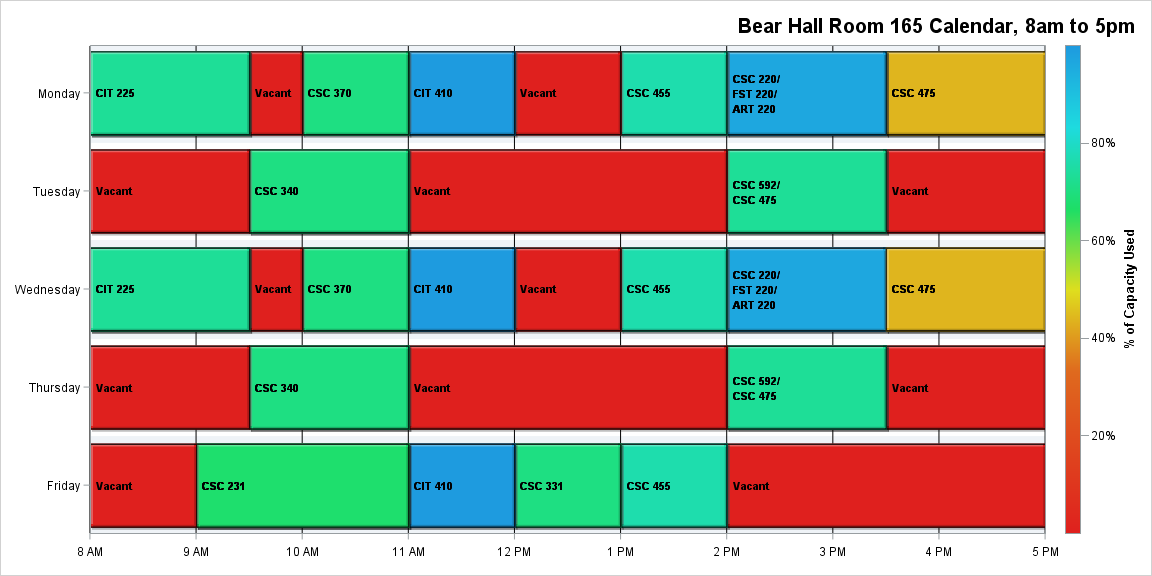 Bear Hall Room 165 Calendar, 8am to 5pm
Monday
CIT 225
Vacant
CSC 370
CIT 410
Vacant
CSC 455
CSC 220/
FST 220/
ART 220
CSC 475
Tuesday
Vacant
CSC 340
Vacant
CSC 592/
CSC 475
Vacant
Wednesday
CIT 225
Vacant
CSC 370
CIT 410
Vacant
CSC 455
CSC 220/
FST 220/
ART 220
CSC 475
Thursday
Vacant
CSC 340
Vacant
CSC 592/
CSC 475
Vacant
Friday
Vacant
CSC 231
CIT 410
CSC 331
CSC 455
Vacant
8 AM
9 AM
10 AM
11 AM
12 PM
1 PM
2 PM
3 PM
4 PM
5 PM
80%
60%
40%
20%
% of Capacity Used